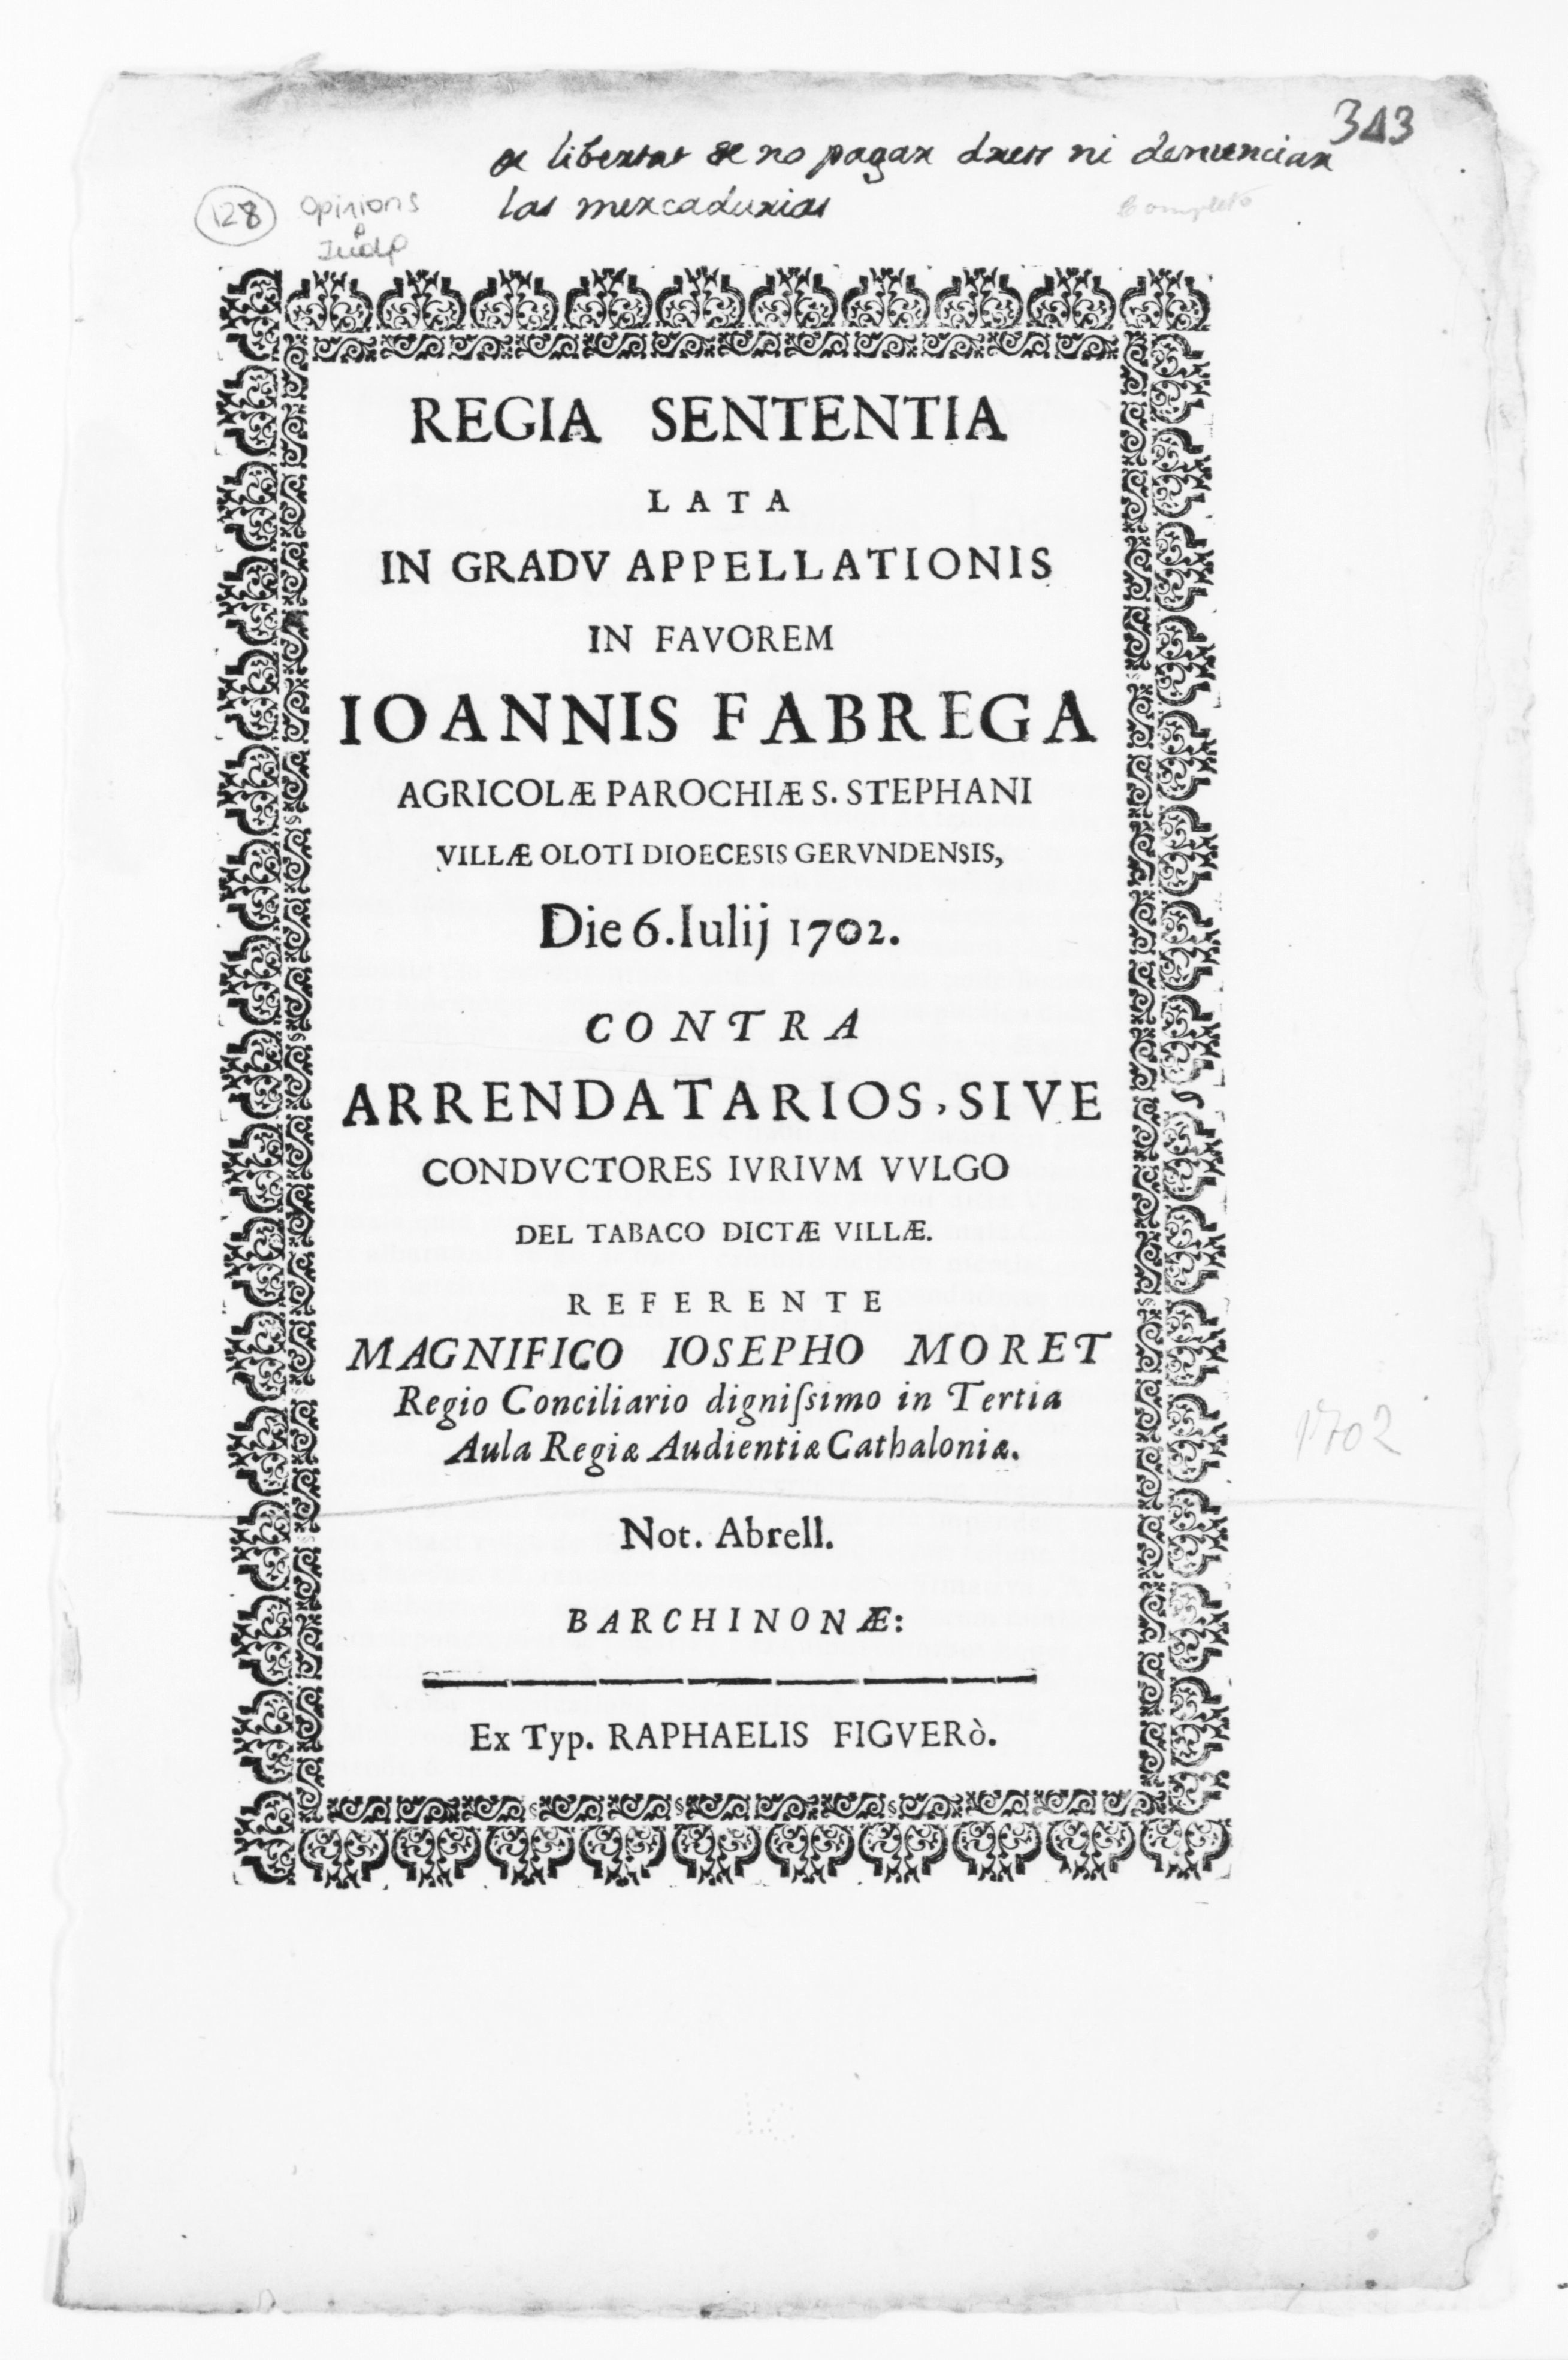 343
de libertat de no pagar drets ni denunciar
las mercadurias
128
Opinions
Completo
REGIA SENTENTIA
LATA
IN GRADV APPELLATIONIS
IN FAVOREM
IOANNIS FABREGA
AGRICOLÆ PAROCHIÆ S. STEPHANI
VILLÆ OLOTI DIOECESIS GERVNDENSIS,
Die 6. Iulij 1702.
CONTRA
ARRENDATARIOS, SIVE
CONDVCTORES IVRIVM VVLGO
DEL TABACO DICTÆ VILLÆ.
REFERENTE
MAGNIFICO IOSEPHO MORET
Regio Conciliario digniſsimo in Tertia
Aula Regiæ Audientiæ Cathaloniæ.
1702
Not. Abrell.
BARCHINONÆ:
Ex Typ. RAPHAELIS FIGVERò.